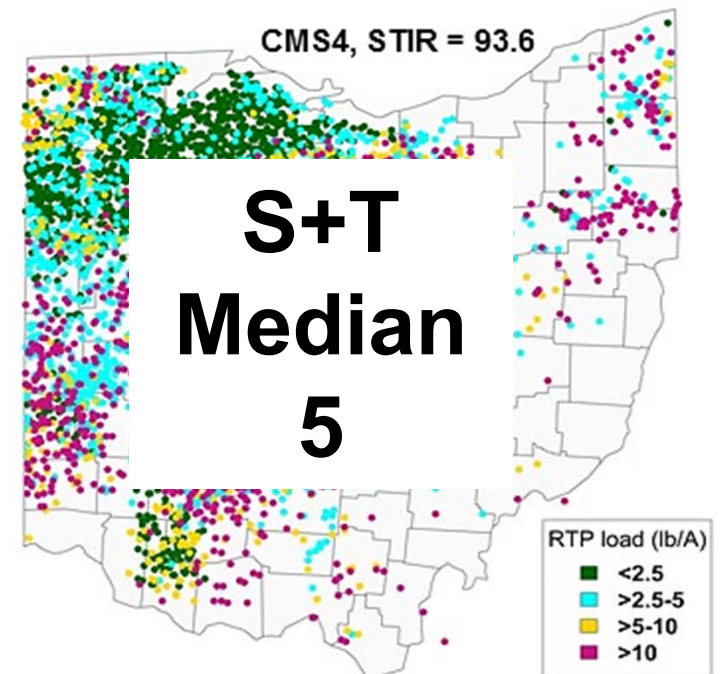 CMS4, STIR = 93.6
S+T
Median
5
RTP load (lb/A)
<2.5
>2.5-5
>5-10
>10